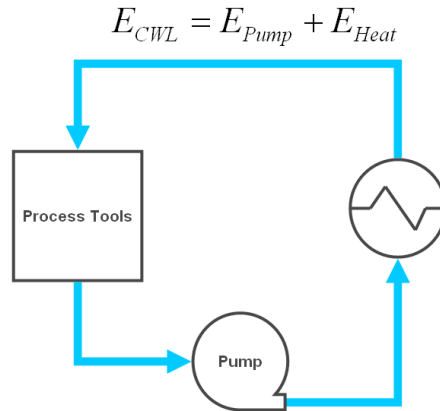 E_CWL = E_Pump + E_Heat
Process Tools
Pump